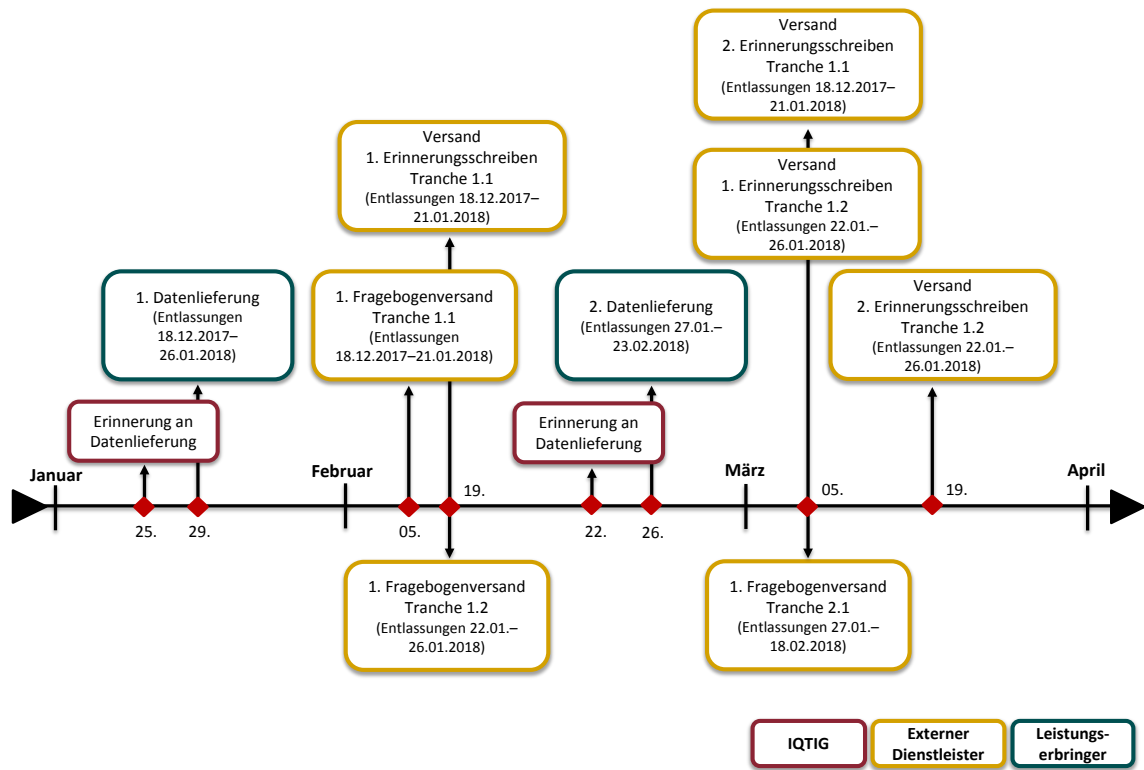 Versand
2. Erinnerungsschreiben
Tranche 1.1
(Entlassungen 18.12.2017–
21.01.2018)
Versand
1. Erinnerungsschreiben
Tranche 1.1
(Entlassungen 18.12.2017–
21.01.2018)
Versand
1. Erinnerungsschreiben
Tranche 1.2
(Entlassungen 22.01.–
26.01.2018)
1. Datenlieferung
(Entlassungen
18.12.2017–
26.01.2018)
1. Fragebogenversand
Tranche 1.1
(Entlassungen
18.12.2017–21.01.2018)
2. Datenlieferung
(Entlassungen 27.01.–
23.02.2018)
Versand
2. Erinnerungsschreiben
Tranche 1.2
(Entlassungen 22.01.–
26.01.2018)
Erinnerung an
Datenlieferung
Erinnerung an
Datenlieferung
Januar
Februar
März
April
25.
29.
05.
19.
22.
26.
05.
19.
1. Fragebogenversand
Tranche 1.2
(Entlassungen 22.01.–
26.01.2018)
1. Fragebogenversand
Tranche 2.1
(Entlassungen 27.01.–
18.02.2018)
IQTIG
Externer
Dienstleister
Leistungs-
erbringer